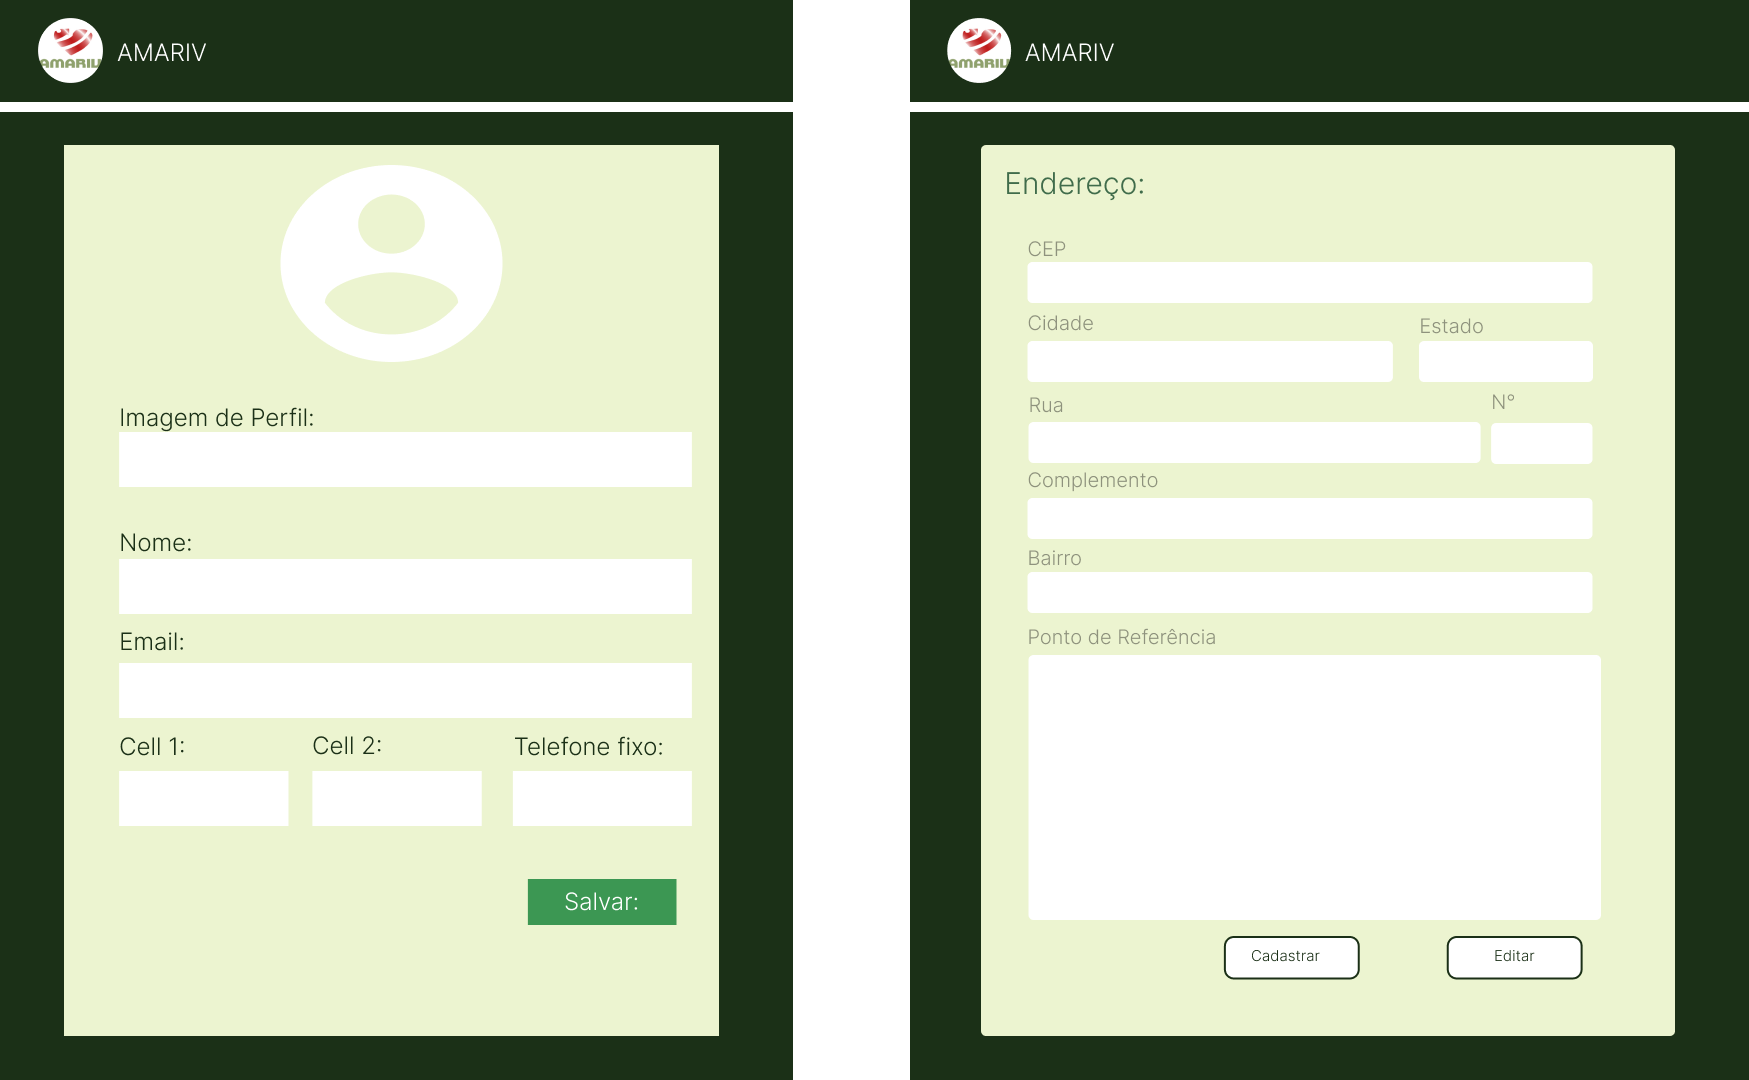 AMARIV
AMARIV
Imagem de Perfil:
Nome:
Email:
Cell 1:
Cell 2:
Telefone fixo:
Salvar:
AMARIV
AMARIV
Endereço:
CEP
Cidade
Estado
Rua
N°
Complemento
Bairro
Ponto de Referência
Cadastrar
Editar